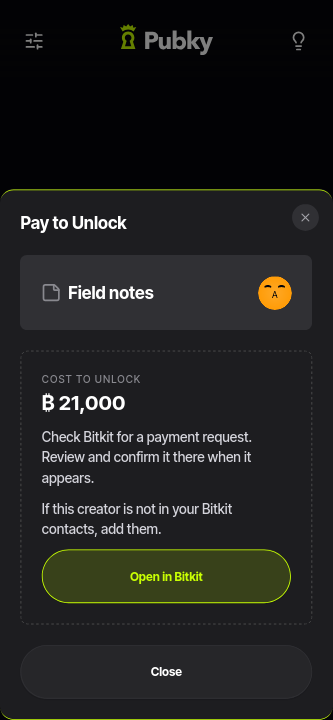 Pubky
Pay to Unlock
Field notes
A
COST TO UNLOCK
₿ 21,000
Check Bitkit for a payment request.
Review and confirm it there when it
appears.
If this creator is not in your Bitkit
contacts, add them.
Open in Bitkit
Close